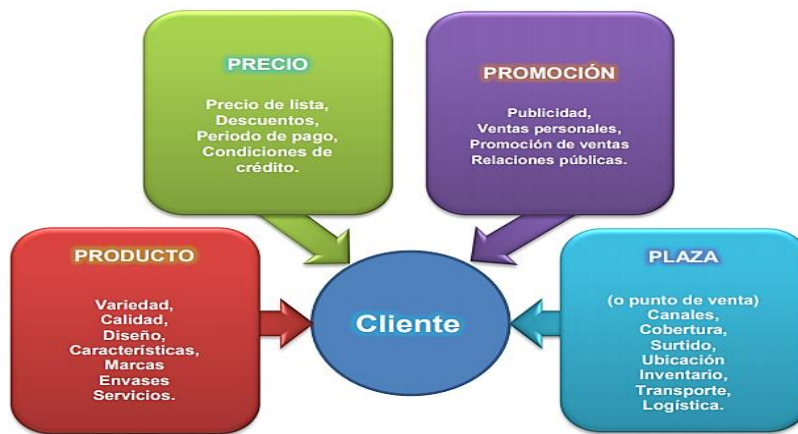 PRECIO
Precio de lista,
Descuentos,
Periodo de pago,
Condiciones de
crédito.
PROMOCIÓN
Publicidad,
Ventas personales,
Promoción de ventas
Relaciones públicas.
PRODUCTO
Variedad,
Calidad,
Diseño,
Características,
Marcas
Envases
Servicios.
Cliente
PLAZA
(o punto de venta)
Canales,
Cobertura,
Surtido,
Ubicación
Inventario,
Transporte,
Logística.